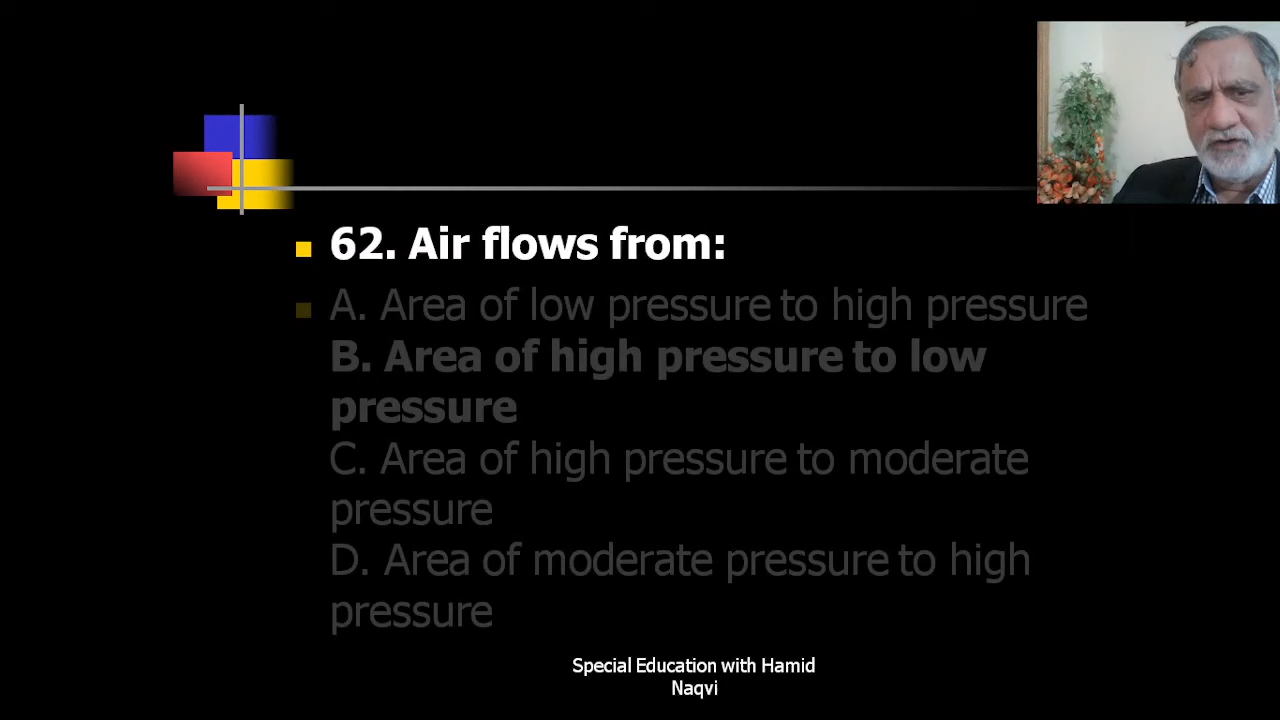 62. Air flows from:
A. Area of low pressure to high pressure
B. Area of high pressure to low
pressure
C. Area of high pressure to moderate
pressure
D. Area of moderate pressure to high
pressure
Special Education with Hamid
Naqvi